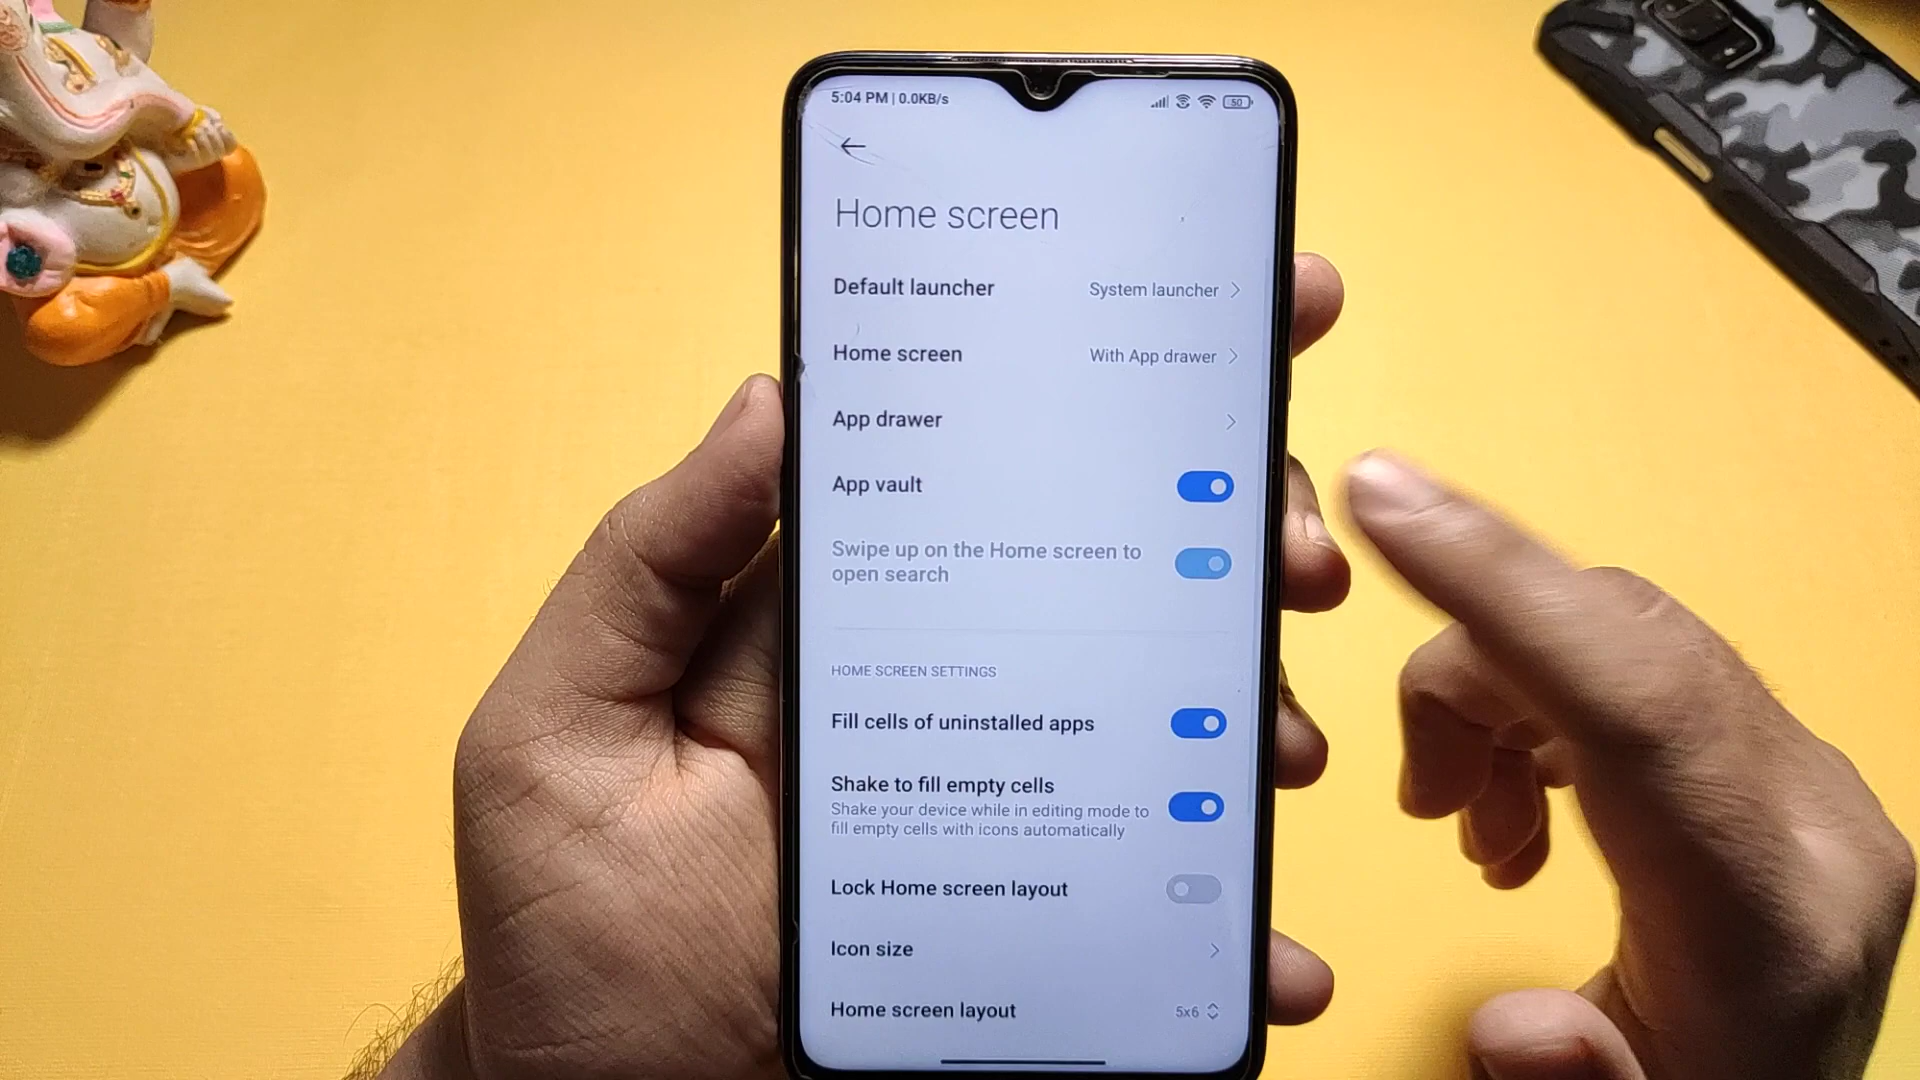 5:04 PM | 0.0KB/s 50
Home screen
Default launcher System launcher
Home screen With App drawer
App drawer
App vault
Swipe up on the Home screen to
open search
HOME SCREEN SETTINGS
Fill cells of uninstalled apps
Shake to fill empty cells
Shake your device while in editing mode to
fill empty cells with icons automatically
Lock Home screen layout
Icon size
Home screen layout 5x6